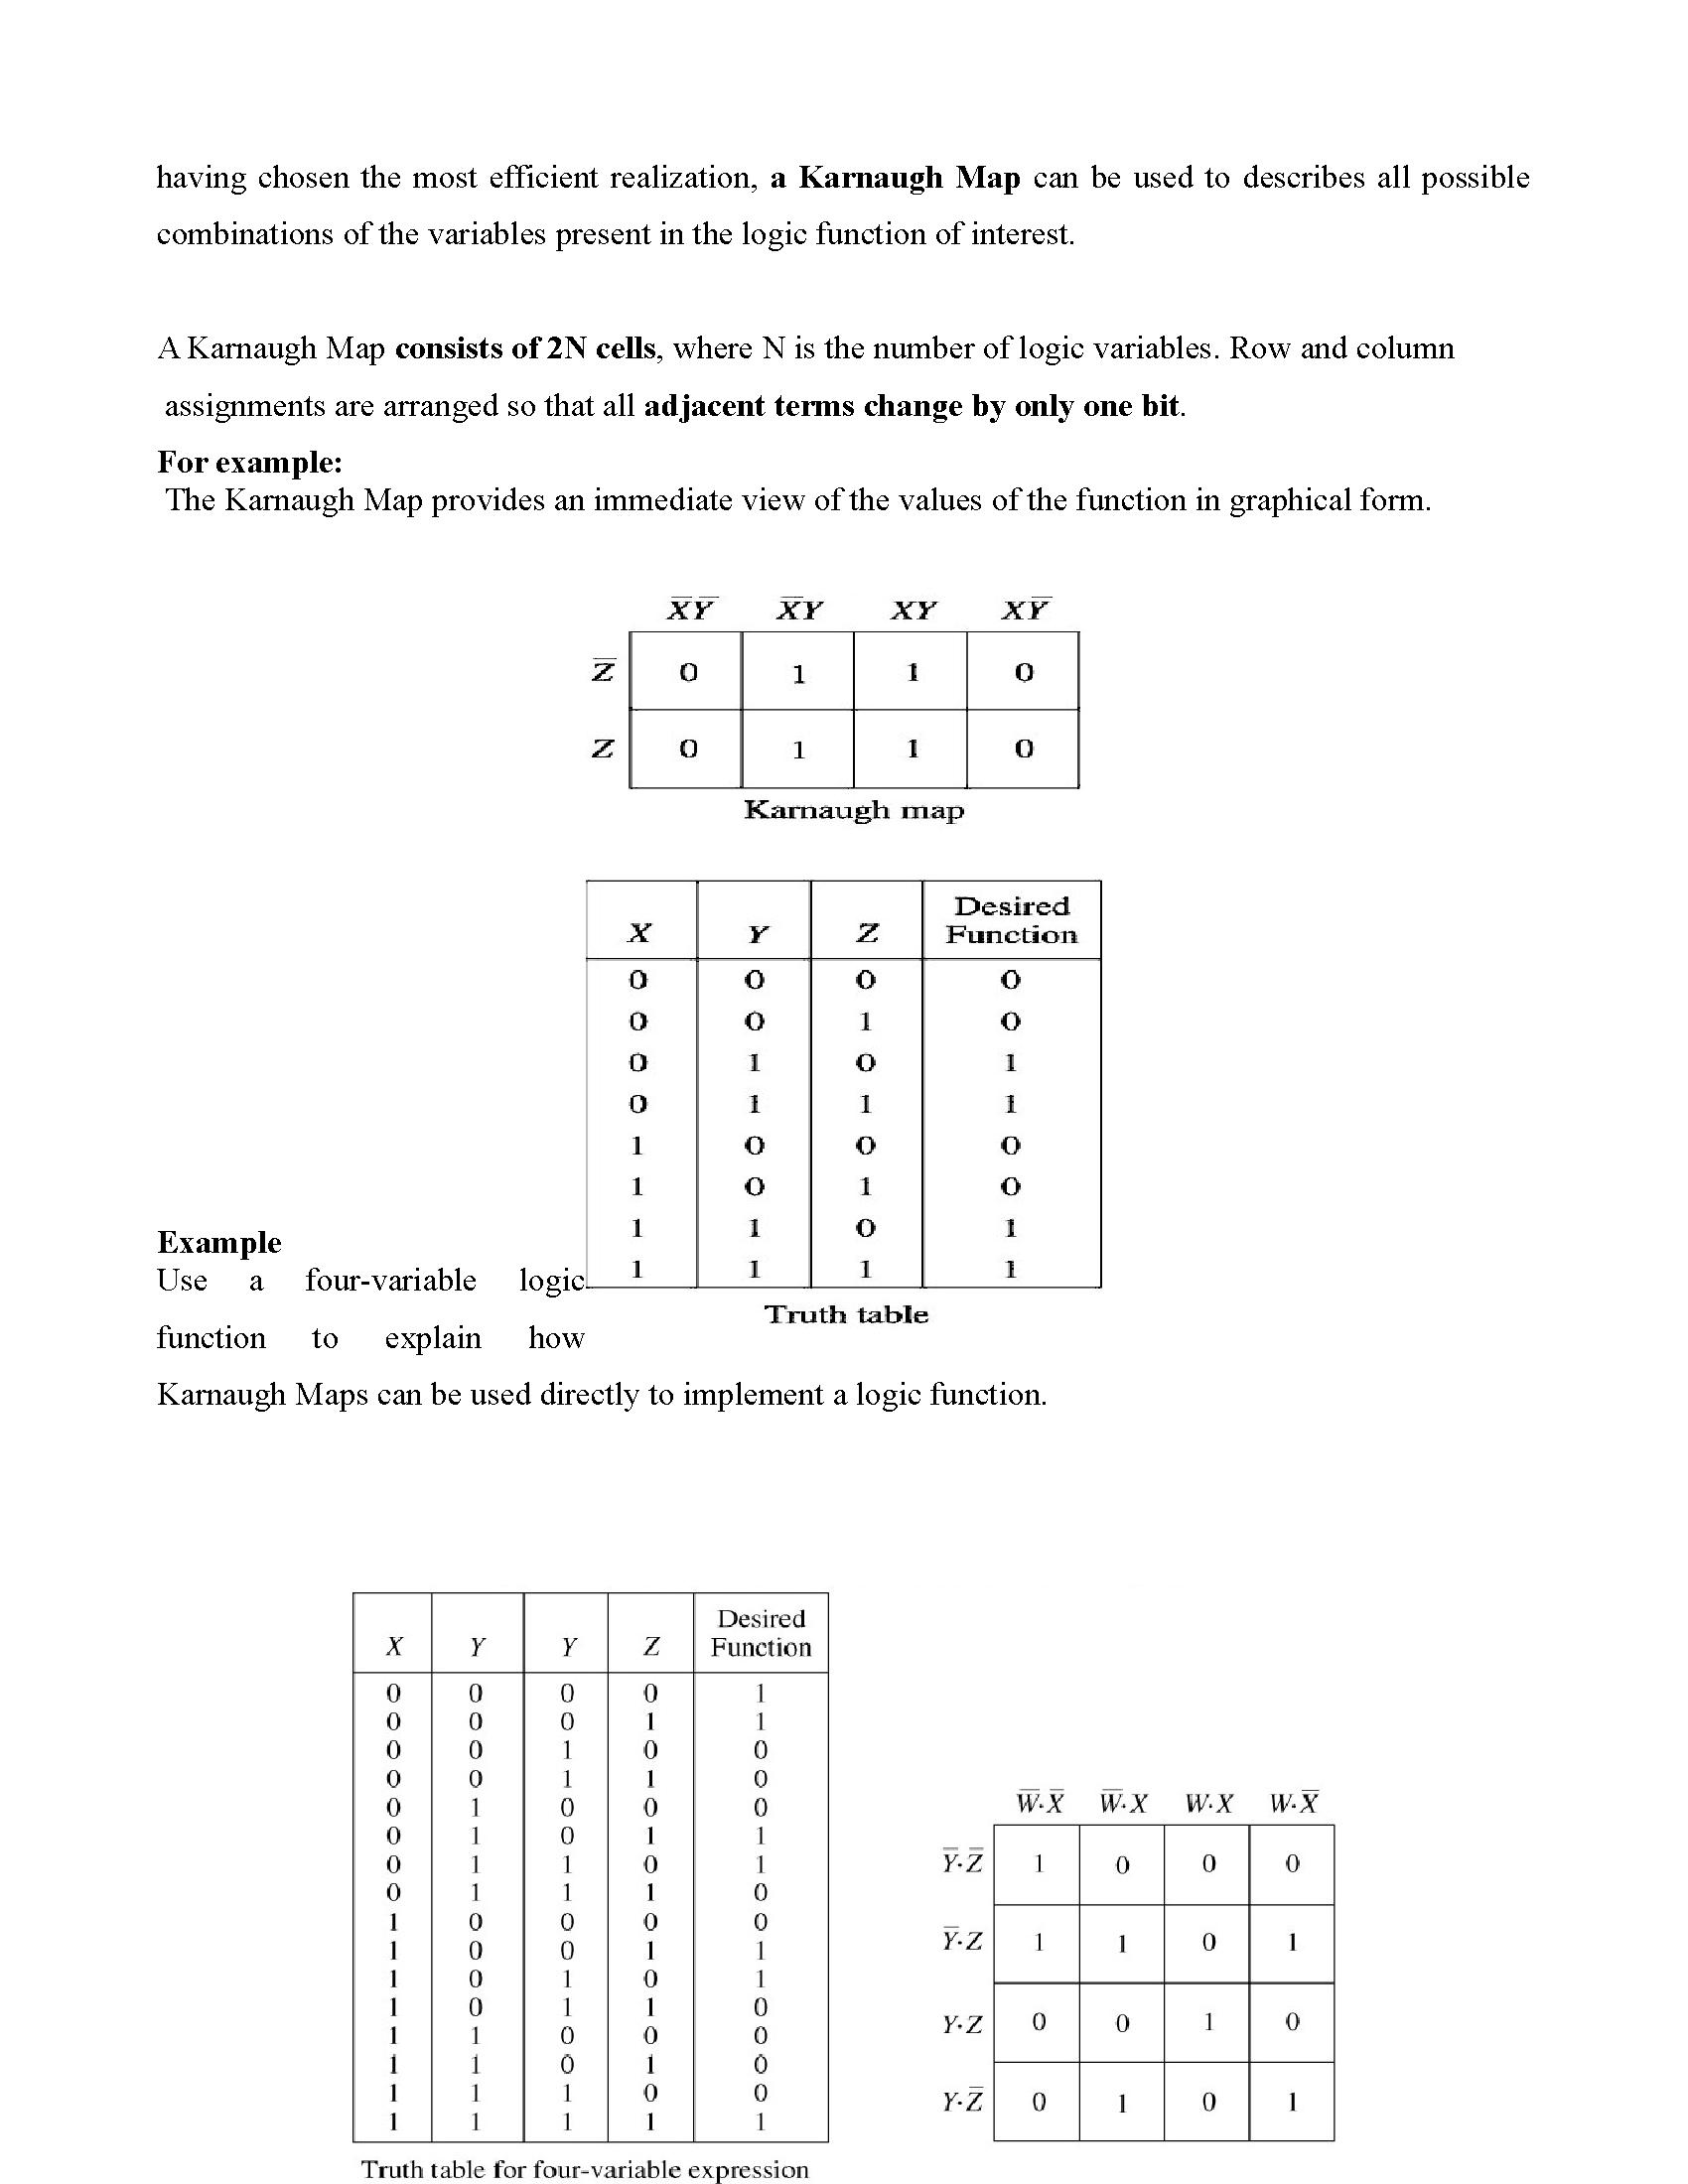 having chosen the most efficient realization, a Karnaugh Map can be used to describes all possible
combinations of the variables present in the logic function of interest.
A Karnaugh Map consists of 2N cells, where N is the number of logic variables. Row and column
assignments are arranged so that all adjacent terms change by only one bit.
For example:
The Karnaugh Map provides an immediate view of the values of the function in graphical form.
X̅Y̅ X̅Y XY XY̅
Z̅ 0 1 1 0
Z 0 1 1 0
Karnaugh map
Desired
X Y Z Function
0 0 0 0
0 0 1 0
0 1 0 1
0 1 1 1
1 0 0 0
1 0 1 0
1 1 0 1
1 1 1 1
Truth table
Example
Use a four-variable logic
function to explain how
Karnaugh Maps can be used directly to implement a logic function.
Desired
X Y Y Z Function
0 0 0 0 1
0 0 0 1 1
0 0 1 0 0
0 0 1 1 0
0 1 0 0 0
0 1 0 1 1
0 1 1 0 1
0 1 1 1 0
1 0 0 0 0
1 0 0 1 1
1 0 1 0 1
1 0 1 1 0
1 1 0 0 0
1 1 0 1 0
1 1 1 0 0
1 1 1 1 1
Truth table for four-variable expression
W̅·X̅ W̅·X W·X W·X̅
Y̅·Z̅ 1 0 0 0
Y̅·Z 1 1 0 1
Y·Z 0 0 1 0
Y·Z̅ 0 1 0 1